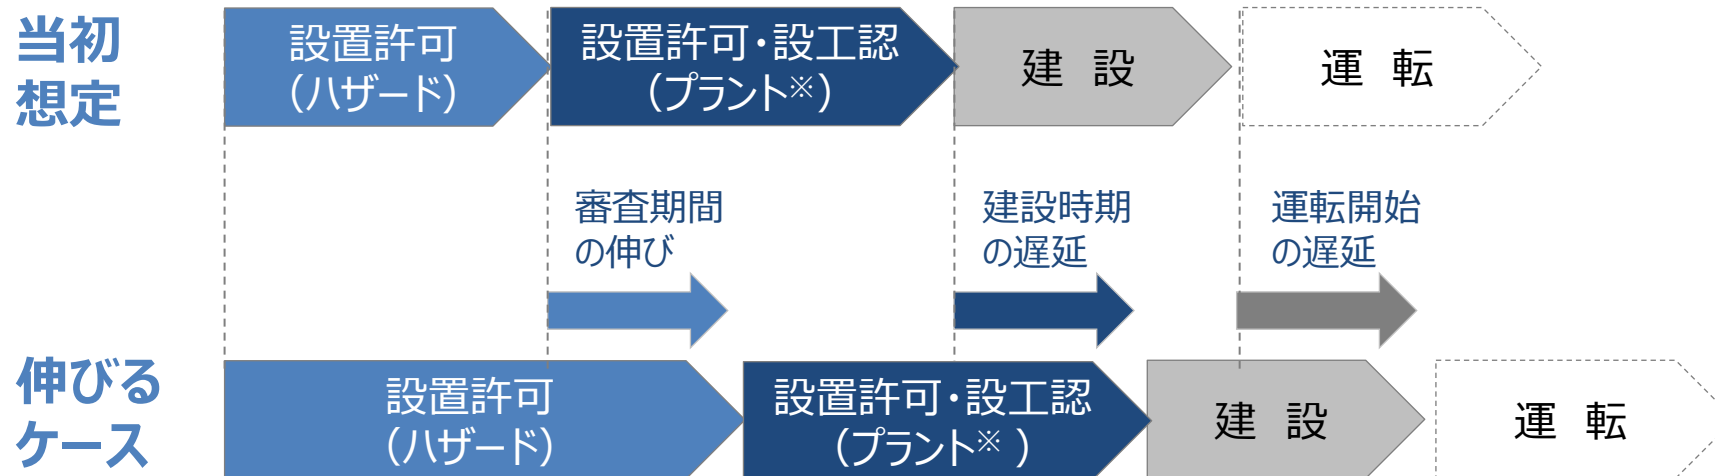 当初
想定
設置許可
（ハザード）
設置許可・設工認
（プラント※）
建 設
運 転
審査期間
の伸び
建設時期
の遅延
運転開始
の遅延
伸びる
ケース
設置許可
（ハザード）
設置許可・設工認
（プラント※ ）
建 設
運 転